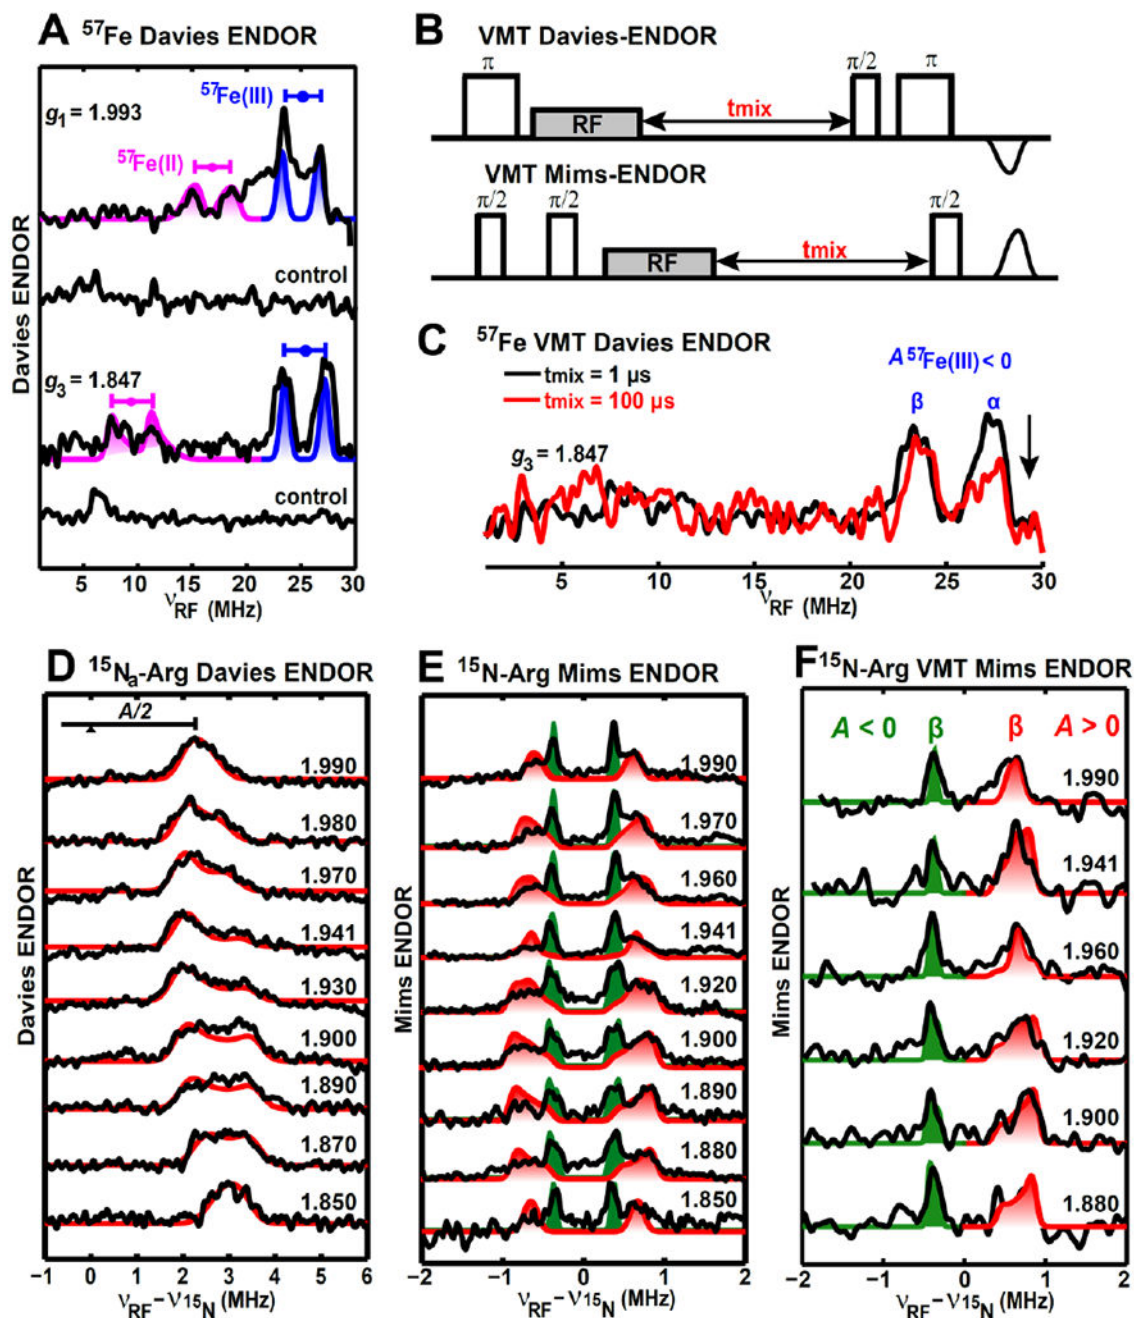 A ⁵⁷Fe Davies ENDOR
g₁ = 1.993
⁵⁷Fe(III)
⁵⁷Fe(II)
control
g₃ = 1.847
control
Davies ENDOR
5 10 15 20 25 30
νRF (MHz)
B VMT Davies-ENDOR
π π/2 π
RF tmix
VMT Mims-ENDOR
π/2 π/2 π/2
RF tmix
C ⁵⁷Fe VMT Davies ENDOR
tmix = 1 µs
tmix = 100 µs
A ⁵⁷Fe(III) < 0
β α
g₃ = 1.847
5 10 15 20 25 30
νRF (MHz)
D ¹⁵Nₐ-Arg Davies ENDOR
A/2
1.990
1.980
1.970
1.941
1.930
1.900
1.890
1.870
1.850
Davies ENDOR
−1 0 1 2 3 4 5 6
νRF−ν15N (MHz)
E ¹⁵N-Arg Mims ENDOR
1.990
1.970
1.960
1.941
1.920
1.900
1.890
1.880
1.850
Mims ENDOR
−2 −1 0 1 2
νRF−ν15N (MHz)
F ¹⁵N-Arg VMT Mims ENDOR
A < 0 β β A > 0
1.990
1.941
1.960
1.920
1.900
1.880
Mims ENDOR
−2 −1 0 1 2
νRF−ν15N (MHz)